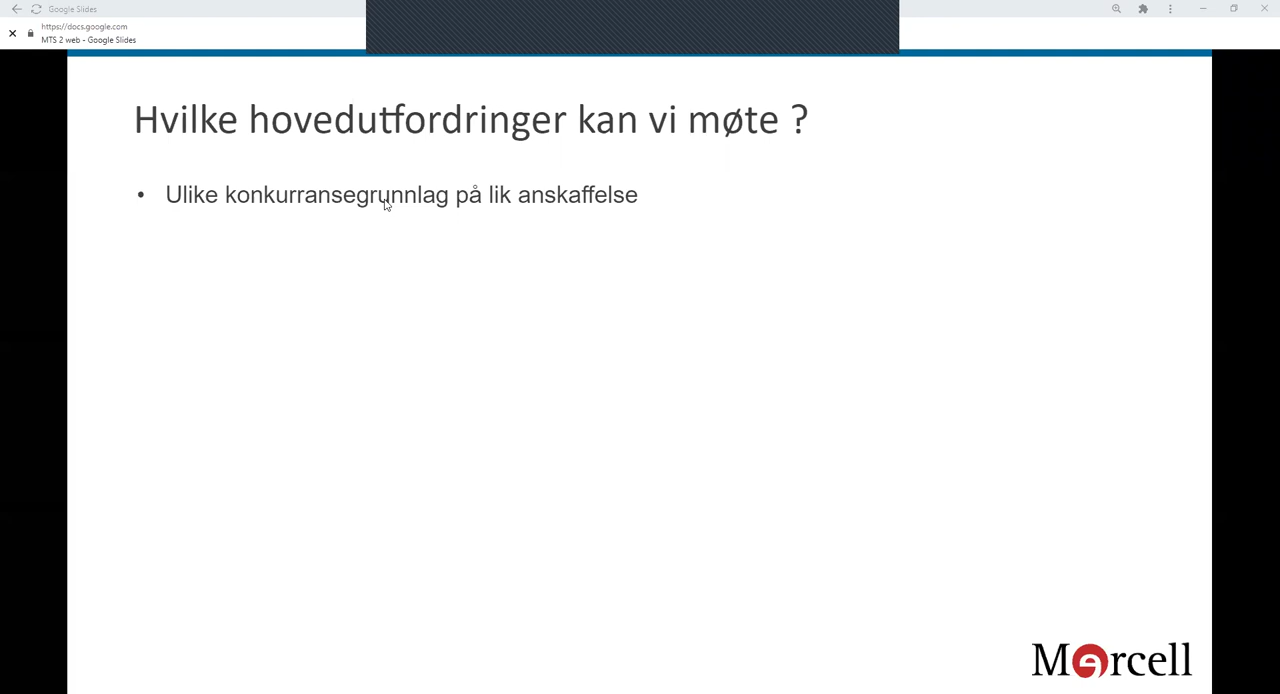 Google Slides
https://docs.google.com
MTS 2 web - Google Slides
Hvilke hovedutfordringer kan vi møte ?
• Ulike konkurransegrunnlag på lik anskaffelse
Mercell